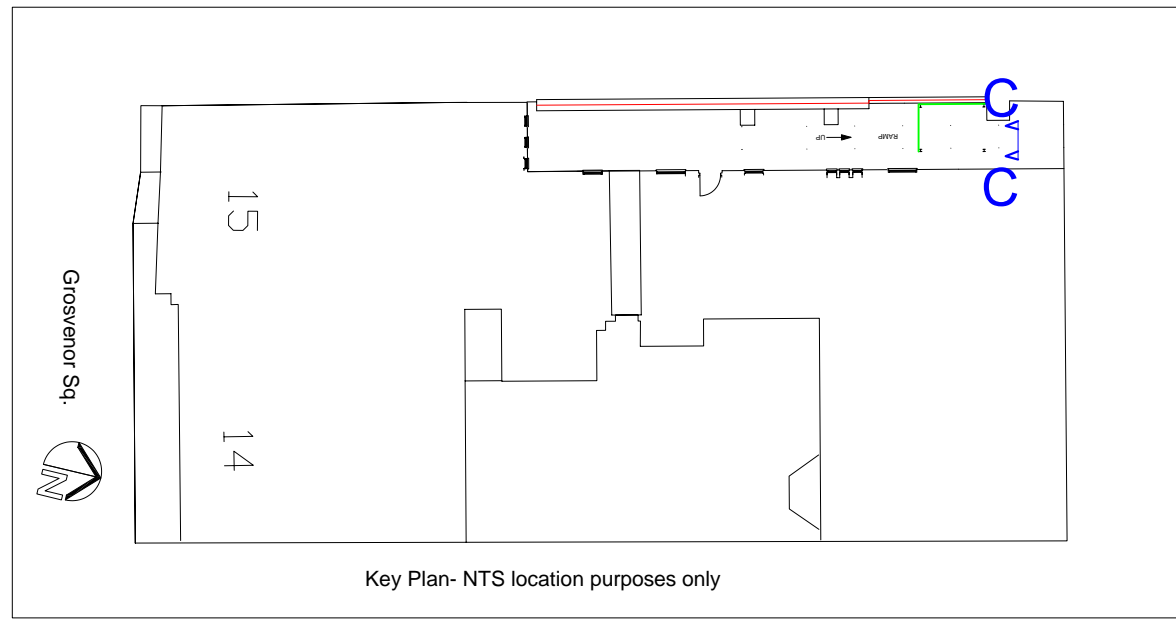 C
UP
RAMP
C
15
Grosvenor Sq.
14
N
Key Plan- NTS location purposes only